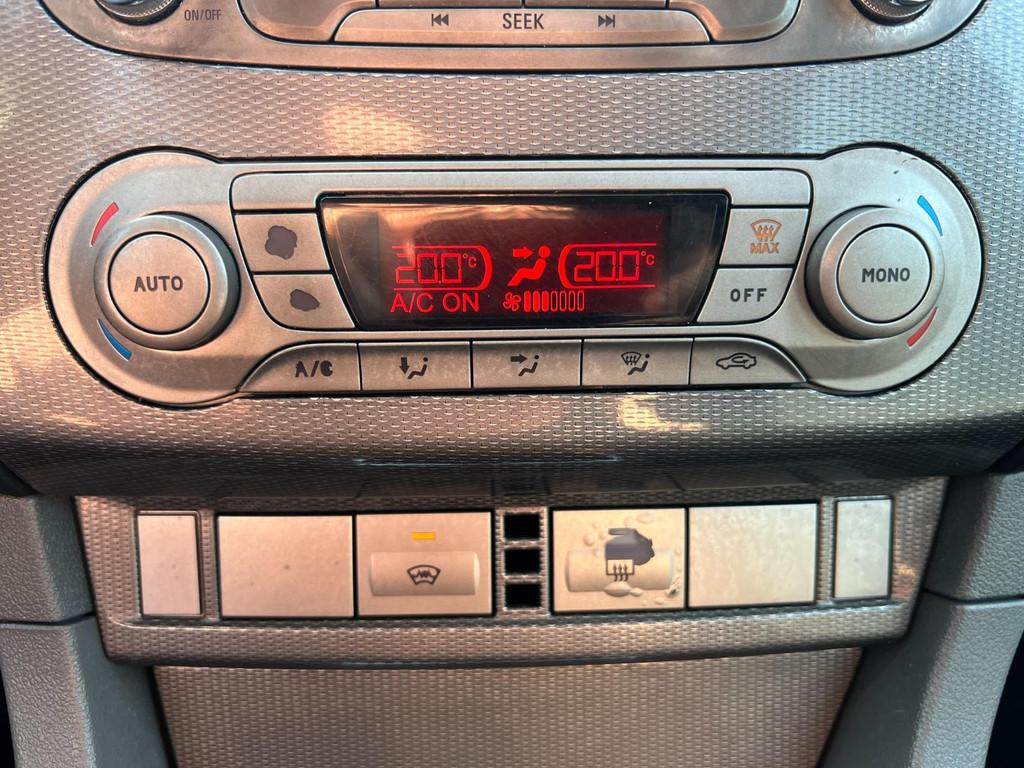 ON/OFF
SEEK
AUTO
20.0°C 20.0°C
A/C ON
MAX
OFF
MONO
A/C